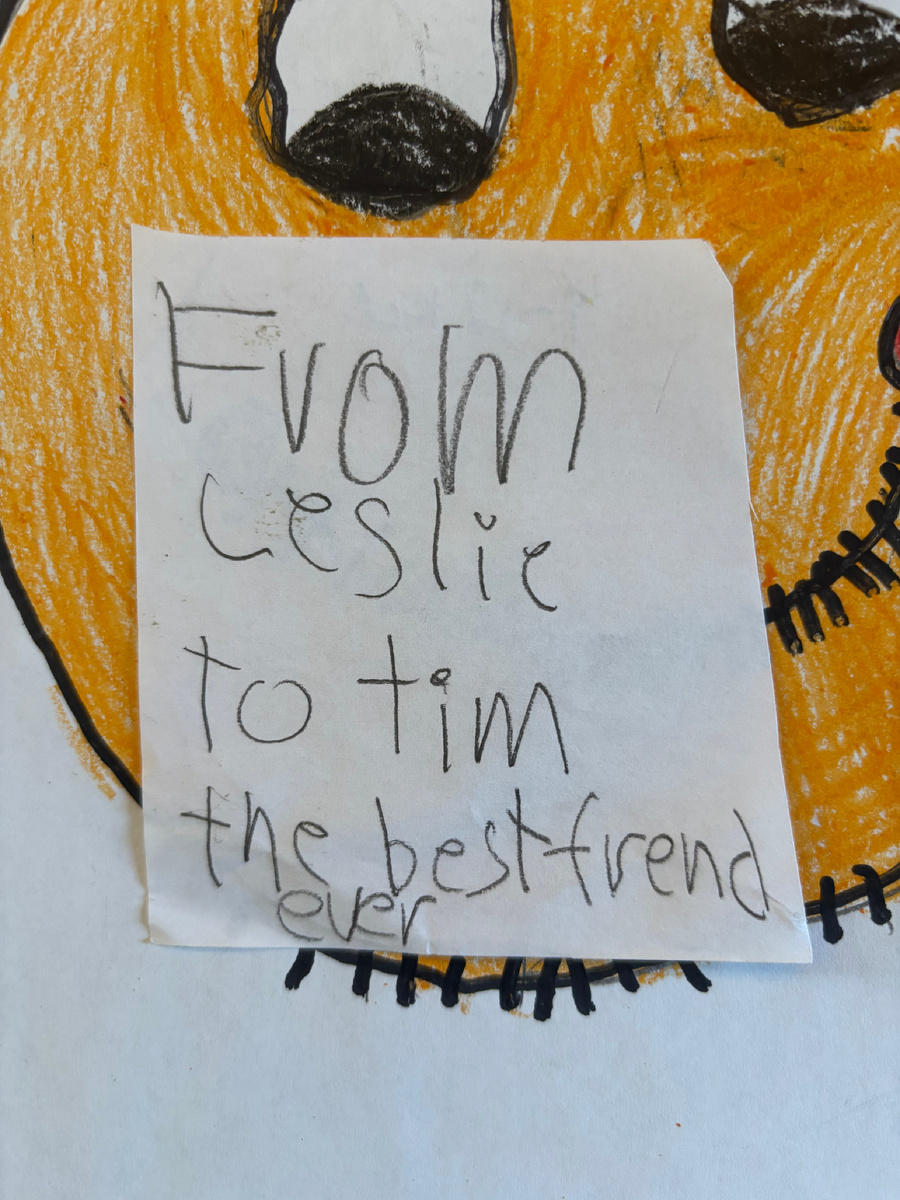 From
Leslie
to tim
the best frend
ever